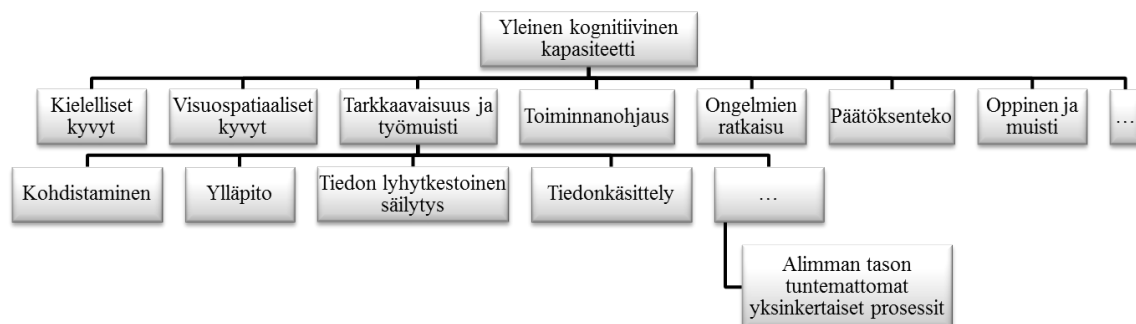 Yleinen kognitiivinen
kapasiteetti
Kielelliset
kyvyt
Visuospatiaaliset
kyvyt
Tarkkaavaisuus ja
työmuisti
Toiminnanohjaus
Ongelmien
ratkaisu
Päätöksenteko
Oppinen ja
muisti
…
Kohdistaminen
Ylläpito
Tiedon lyhytkestoinen
säilytys
Tiedonkäsittely
…
Alimman tason
tuntemattomat
yksinkertaiset prosessit